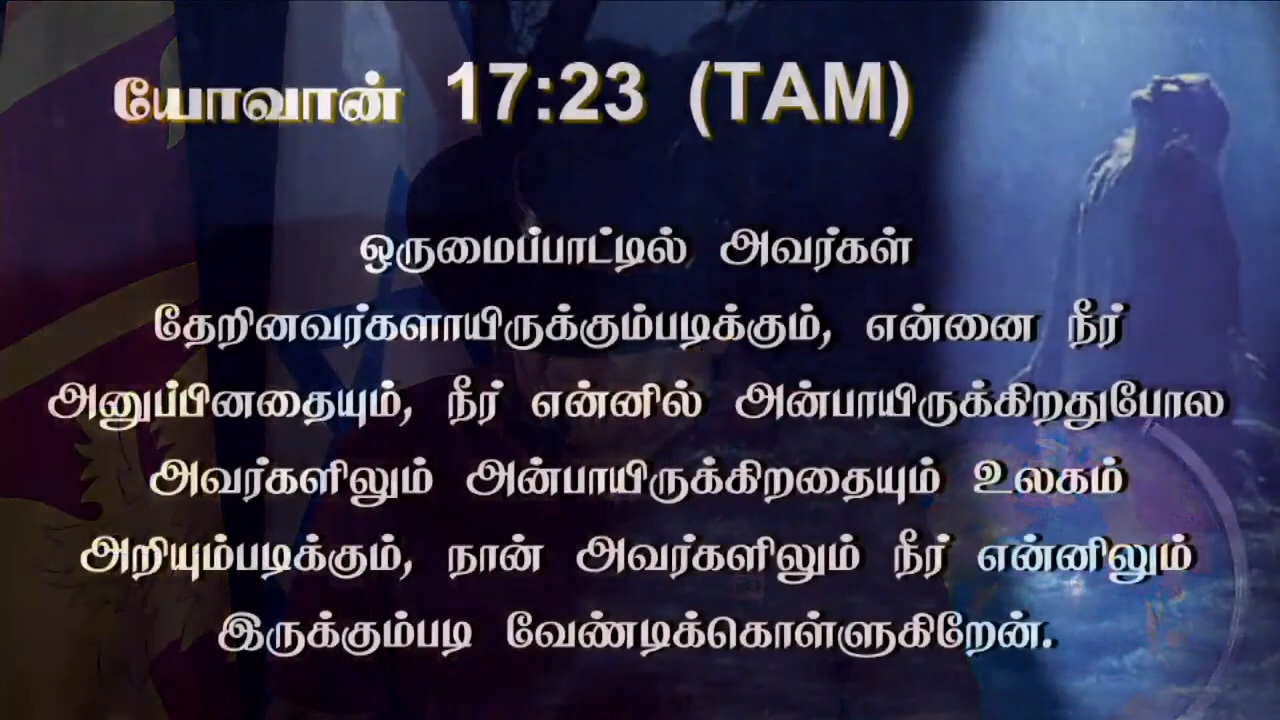 யோவான் 17:23 (TAM)
ஒருமைப்பாட்டில் அவர்கள்
தேறினவர்களாயிருக்கும்படிக்கும், என்னை நீர்
அனுப்பினதையும், நீர் என்னில் அன்பாயிருக்கிறதுபோல
அவர்களிலும் அன்பாயிருக்கிறதையும் உலகம்
அறியும்படிக்கும், நான் அவர்களிலும் நீர் என்னிலும்
இருக்கும்படி வேண்டிக்கொள்ளுகிறேன்.